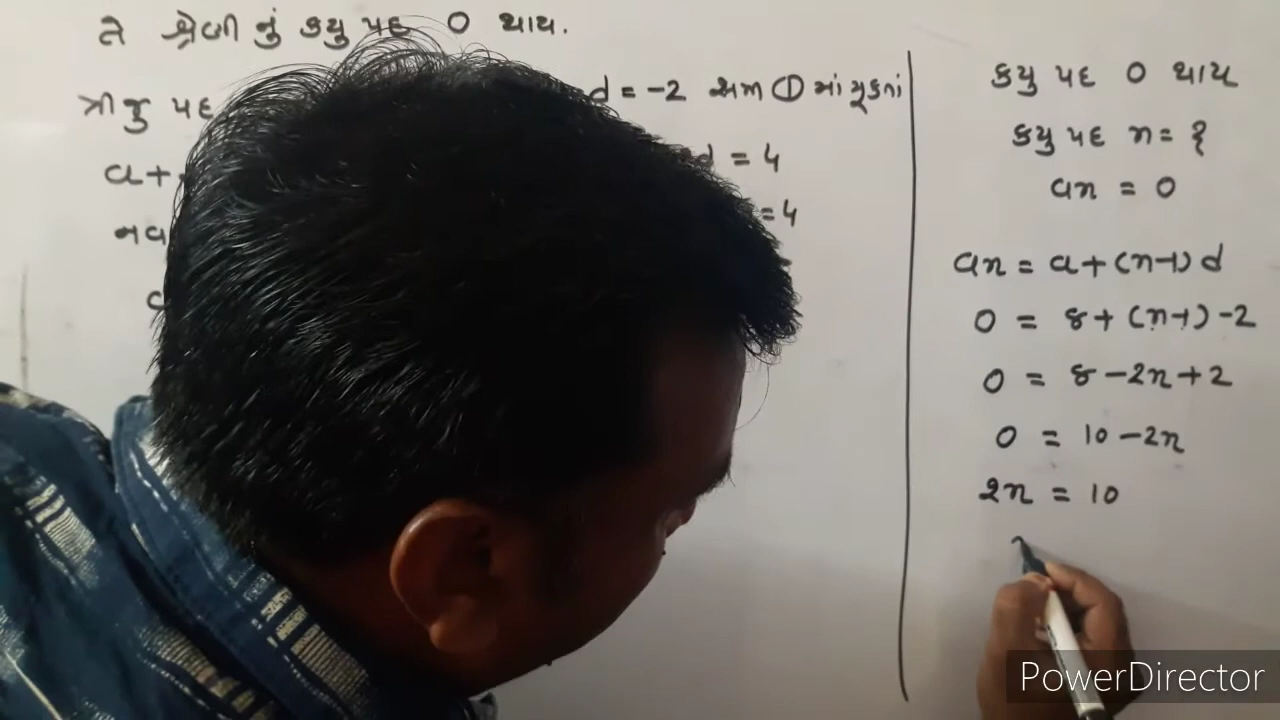 તે શ્રેણી નું કયુ પદ 0 થાય.
ત્રીજુ પદ
d = -2 સમ ① માં મૂકતાં
a+
d = 4
નવ
= 4
કયુ પદ 0 થાય
કયુ પદ n = ?
an = 0
an = a + (n-1) d
0 = 8 + (n-1) -2
0 = 8 - 2n + 2
0 = 10 - 2n
2n = 10
PowerDirector